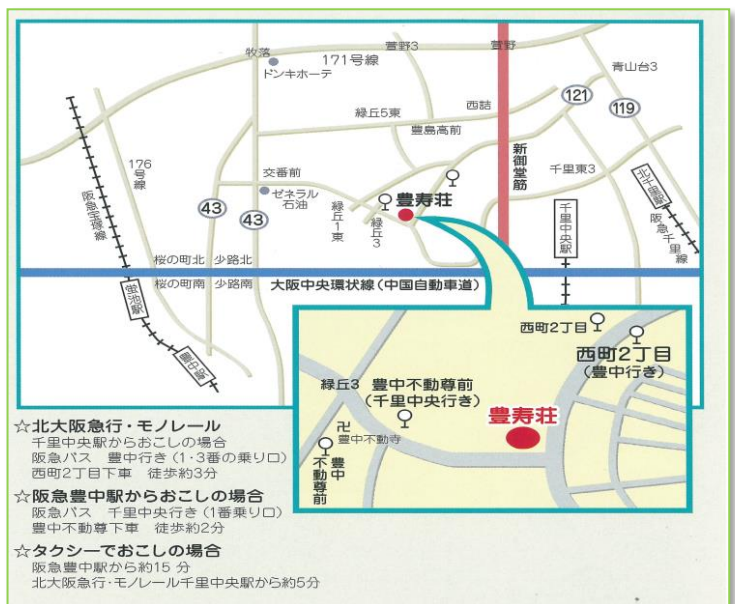 牧落
ドンキホーテ
171号線
萱野3
萱野
青山台3
121
119
緑丘5東
西詰
豊島高前
新御堂筋
千里東3
北千里駅
阪急千里線
千里中央駅
176
号線
阪急宝塚線
43
43
交番前
ゼネラル
石油
緑丘1東
緑丘3
豊寿荘
桜の町北
少路北
桜の町南
少路南
大阪中央環状線(中国自動車道)
蛍池駅
豊中駅
西町2丁目
西町2丁目
(豊中行き)
緑丘3
豊中不動尊前
(千里中央行き)
卍
豊中不動寺
豊中
不動尊前
豊寿荘
☆北大阪急行・モノレール
千里中央駅からおこしの場合
阪急バス 豊中行き(1・3番の乗り口)
西町2丁目下車 徒歩約3分
☆阪急豊中駅からおこしの場合
阪急バス 千里中央行き(1番乗り口)
豊中不動尊下車 徒歩約2分
☆タクシーでおこしの場合
阪急豊中駅から約15 分
北大阪急行・モノレール千里中央駅から約5分